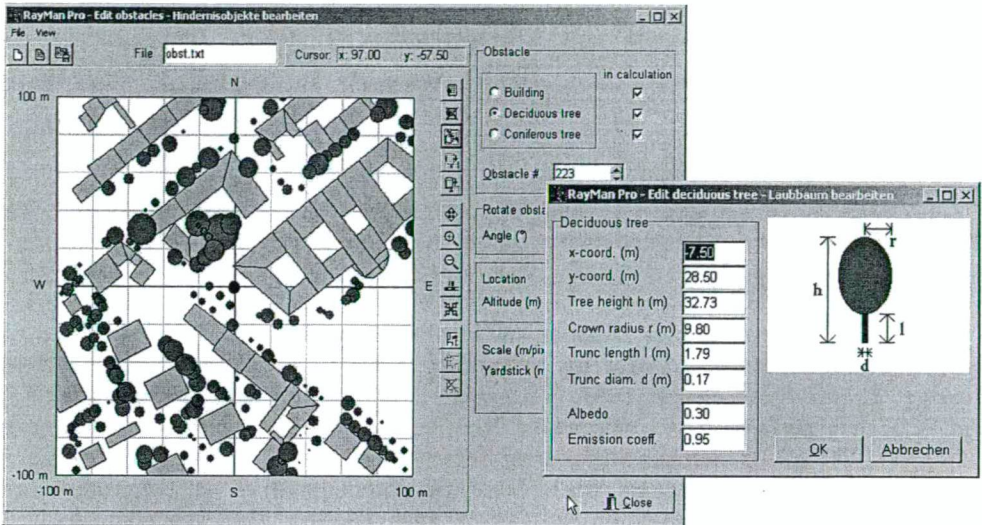 RayMan Pro - Edit obstacles - Hindernisobjekte bearbeiten
File View
File obst.txt Cursor: x: 97.00 y: -57.50
Obstacle
in calculation
Building
Deciduous tree
Coniferous tree
Obstacle # 223
Rotate obsta
Angle (°)
Location
Altitude (m)
Scale (m/pix
Yardstick (m
Close
N
100 m
W
E
-100 m
-100 m S 100 m
RayMan Pro - Edit deciduous tree - Laubbaum bearbeiten
Deciduous tree
x-coord. (m) -7.50
y-coord. (m) 28.50
Tree height h (m) 32.73
Crown radius r (m) 9.80
Trunc length l (m) 1.79
Trunc diam. d (m) 0.17
Albedo 0.30
Emission coeff. 0.95
r
h
l
d
OK Abbrechen